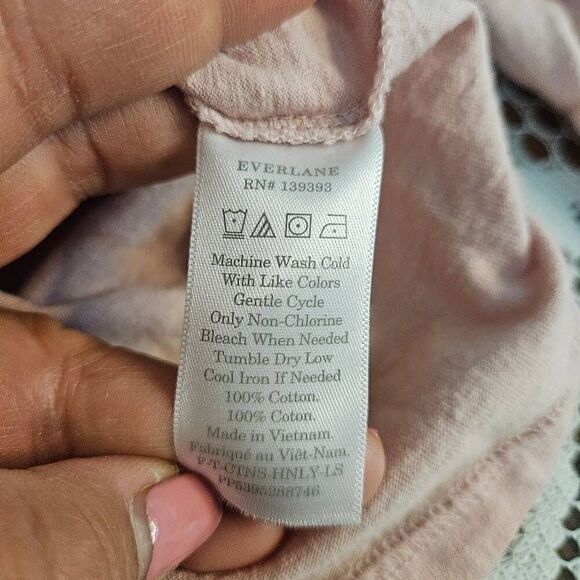 EVERLANE
RN# 139393
Machine Wash Cold
With Like Colors
Gentle Cycle
Only Non-Chlorine
Bleach When Needed
Tumble Dry Low
Cool Iron If Needed
100% Cotton.
100% Coton.
Made in Vietnam.
Fabriqué au Viêt-Nam.
F-T-CTNS-HNLY-LS
PP5395288746